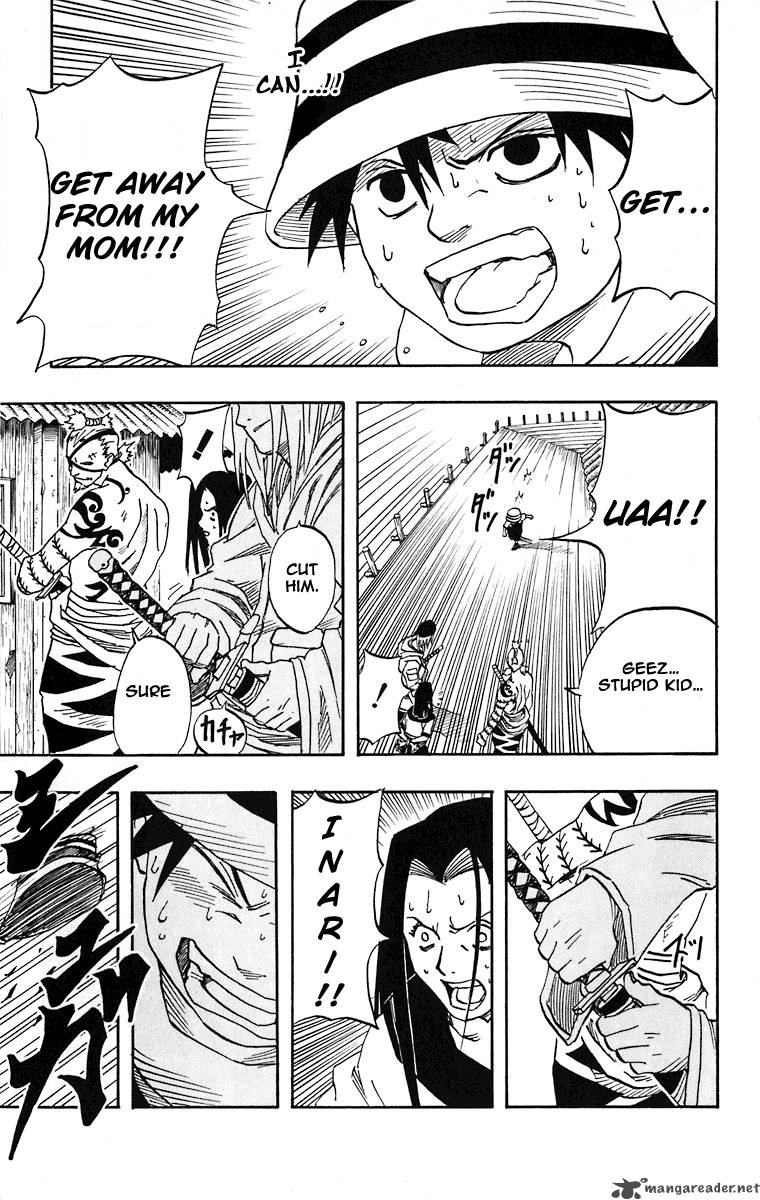 I
CAN...!!
GET...
GET AWAY
FROM MY
MOM!!!
UAA!!
ダッ
ダッ
GEEZ...
STUPID KID...
!
!
CUT
HIM.
SURE
カチャ
INARI!!
mangareader.net